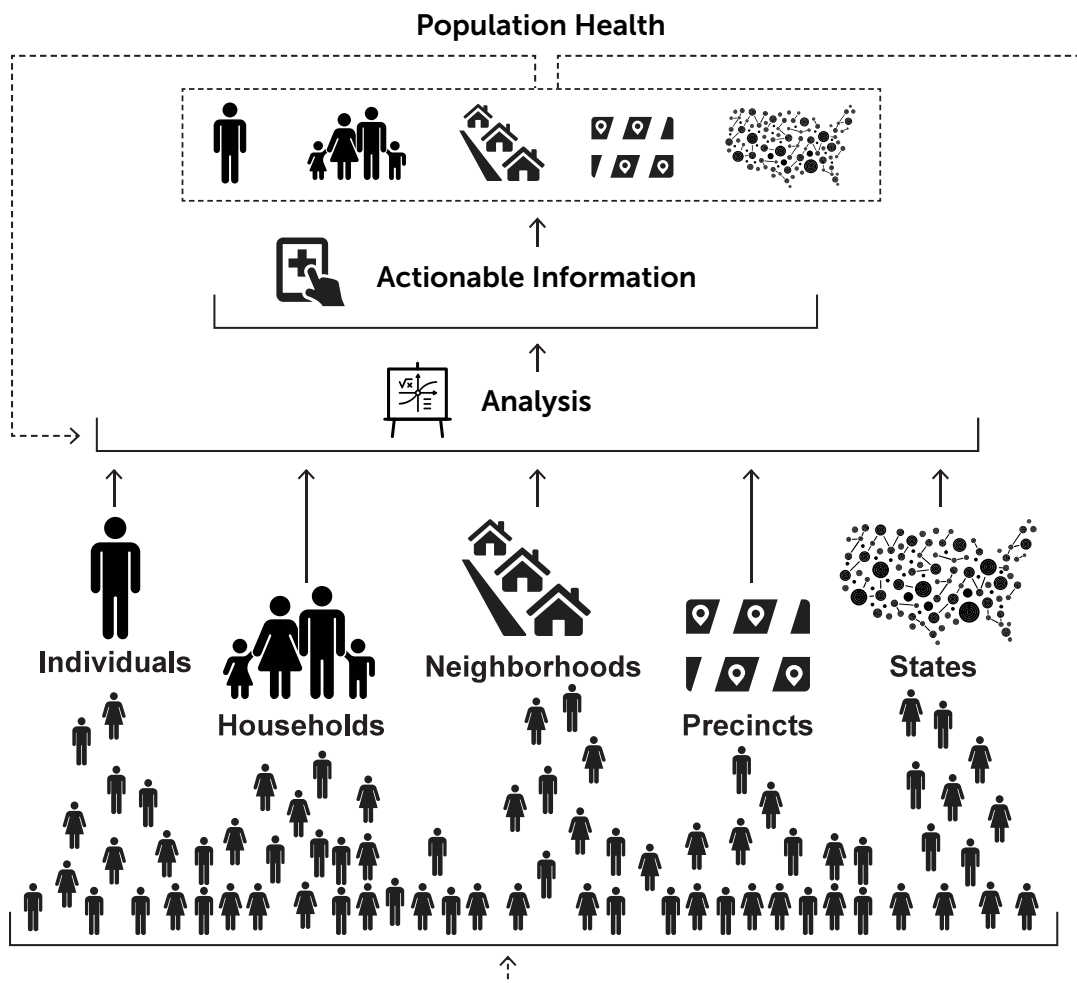 Population Health
Actionable Information
√x
Analysis
Individuals
Neighborhoods
States
Households
Precincts